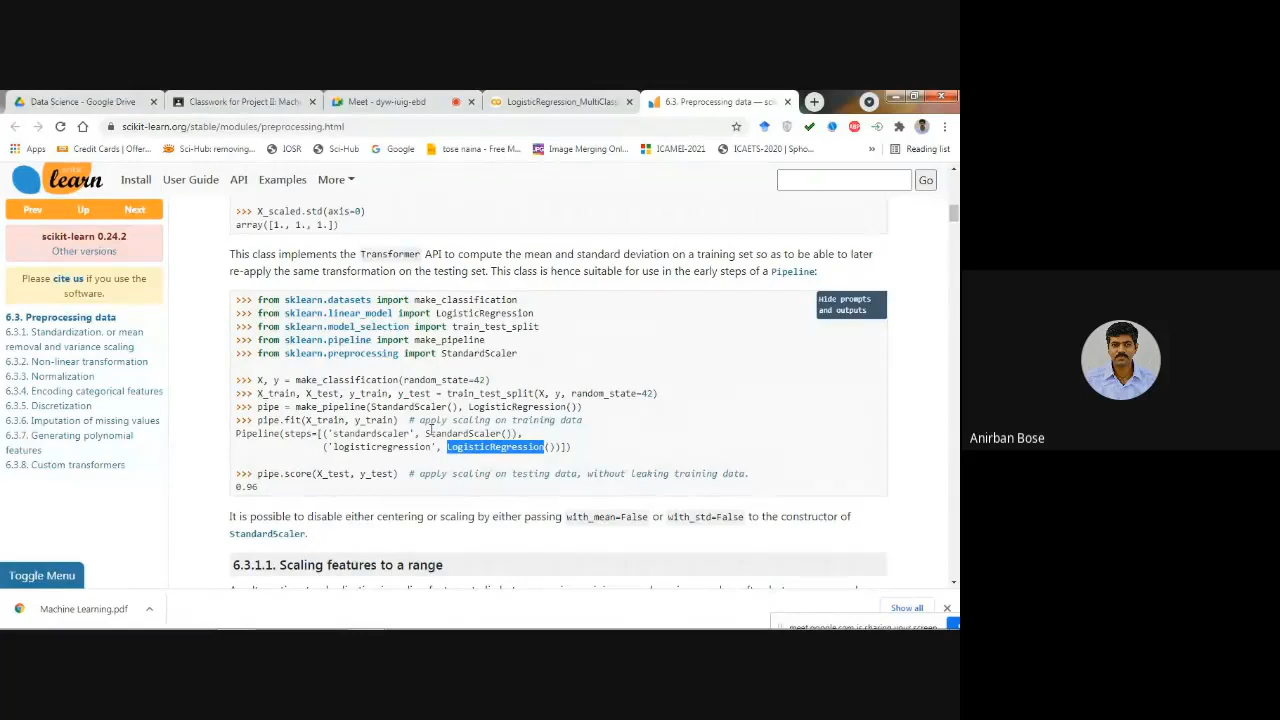 Data Science - Google Drive
Classwork for Project II: Mach
Meet - dyw-iuig-ebd
LogisticRegression_MultiClass
6.3. Preprocessing data — sci
scikit-learn.org/stable/modules/preprocessing.html
Apps
Credit Cards | Offer...
Sci-Hub: removing...
IOSR
Sci-Hub
Google
tose naina - Free M...
Image Merging Onli...
ICAMEI-2021
ICAETS-2020 | Spho...
»
Reading list
scikit
learn
Install
User Guide
API
Examples
More
Go
Prev
Up
Next
scikit-learn 0.24.2
Other versions
Please cite us if you use the
software.
6.3. Preprocessing data
6.3.1. Standardization, or mean
removal and variance scaling
6.3.2. Non-linear transformation
6.3.3. Normalization
6.3.4. Encoding categorical features
6.3.5. Discretization
6.3.6. Imputation of missing values
6.3.7. Generating polynomial
features
6.3.8. Custom transformers
Toggle Menu
>>> X_scaled.std(axis=0)
array([1., 1., 1.])
This class implements the Transformer API to compute the mean and standard deviation on a training set so as to be able to later
re-apply the same transformation on the testing set. This class is hence suitable for use in the early steps of a Pipeline:
Hide prompts
and outputs
>>> from sklearn.datasets import make_classification
>>> from sklearn.linear_model import LogisticRegression
>>> from sklearn.model_selection import train_test_split
>>> from sklearn.pipeline import make_pipeline
>>> from sklearn.preprocessing import StandardScaler
>>> X, y = make_classification(random_state=42)
>>> X_train, X_test, y_train, y_test = train_test_split(X, y, random_state=42)
>>> pipe = make_pipeline(StandardScaler(), LogisticRegression())
>>> pipe.fit(X_train, y_train) # apply scaling on training data
Pipeline(steps=[('standardscaler', StandardScaler()),
('logisticregression', LogisticRegression())])
>>> pipe.score(X_test, y_test) # apply scaling on testing data, without leaking training data.
0.96
It is possible to disable either centering or scaling by either passing with_mean=False or with_std=False to the constructor of
StandardScaler.
6.3.1.1. Scaling features to a range
Machine Learning.pdf
Show all
meet.google.com is sharing your screen.
Anirban Bose